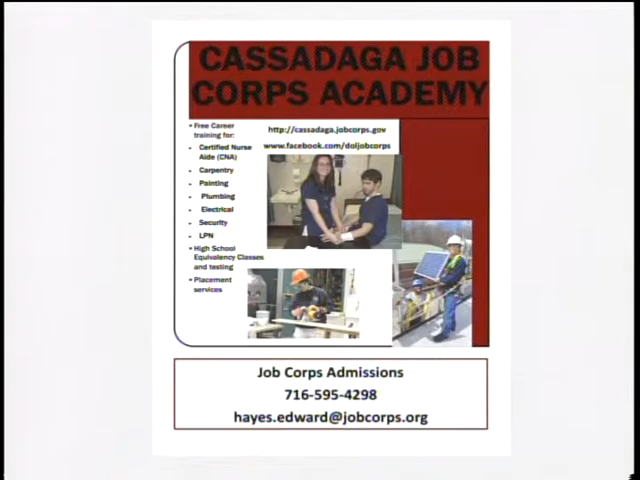 CASSADAGA JOB
CORPS ACADEMY
• Free Career
training for:
http://cassadaga.jobcorps.gov
www.facebook.com/doljobcorps
• Certified Nurse
Aide (CNA)
• Carpentry
• Painting
• Plumbing
• Electrical
• Security
• LPN
• High School
Equivalency Classes
and testing
• Placement
services
Job Corps Admissions
716-595-4298
hayes.edward@jobcorps.org